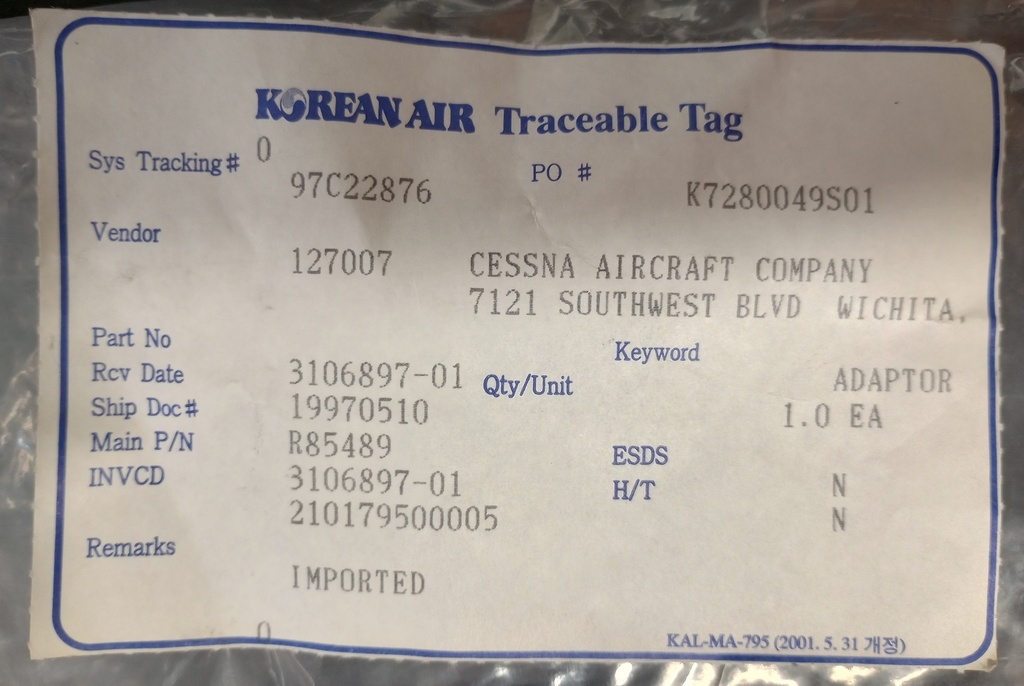 KOREAN AIR Traceable Tag
Sys Tracking# 0
97C22876 PO # K7280049S01
Vendor
127007 CESSNA AIRCRAFT COMPANY
7121 SOUTHWEST BLVD WICHITA,
Part No Keyword
3106897-01 ADAPTOR
Rcv Date Qty/Unit
19970510 1.0 EA
Ship Doc#
R85489
Main P/N ESDS
3106897-01 N
INVCD H/T
210179500005 N
Remarks
IMPORTED
0
KAL-MA-795 (2001. 5. 31 개정)